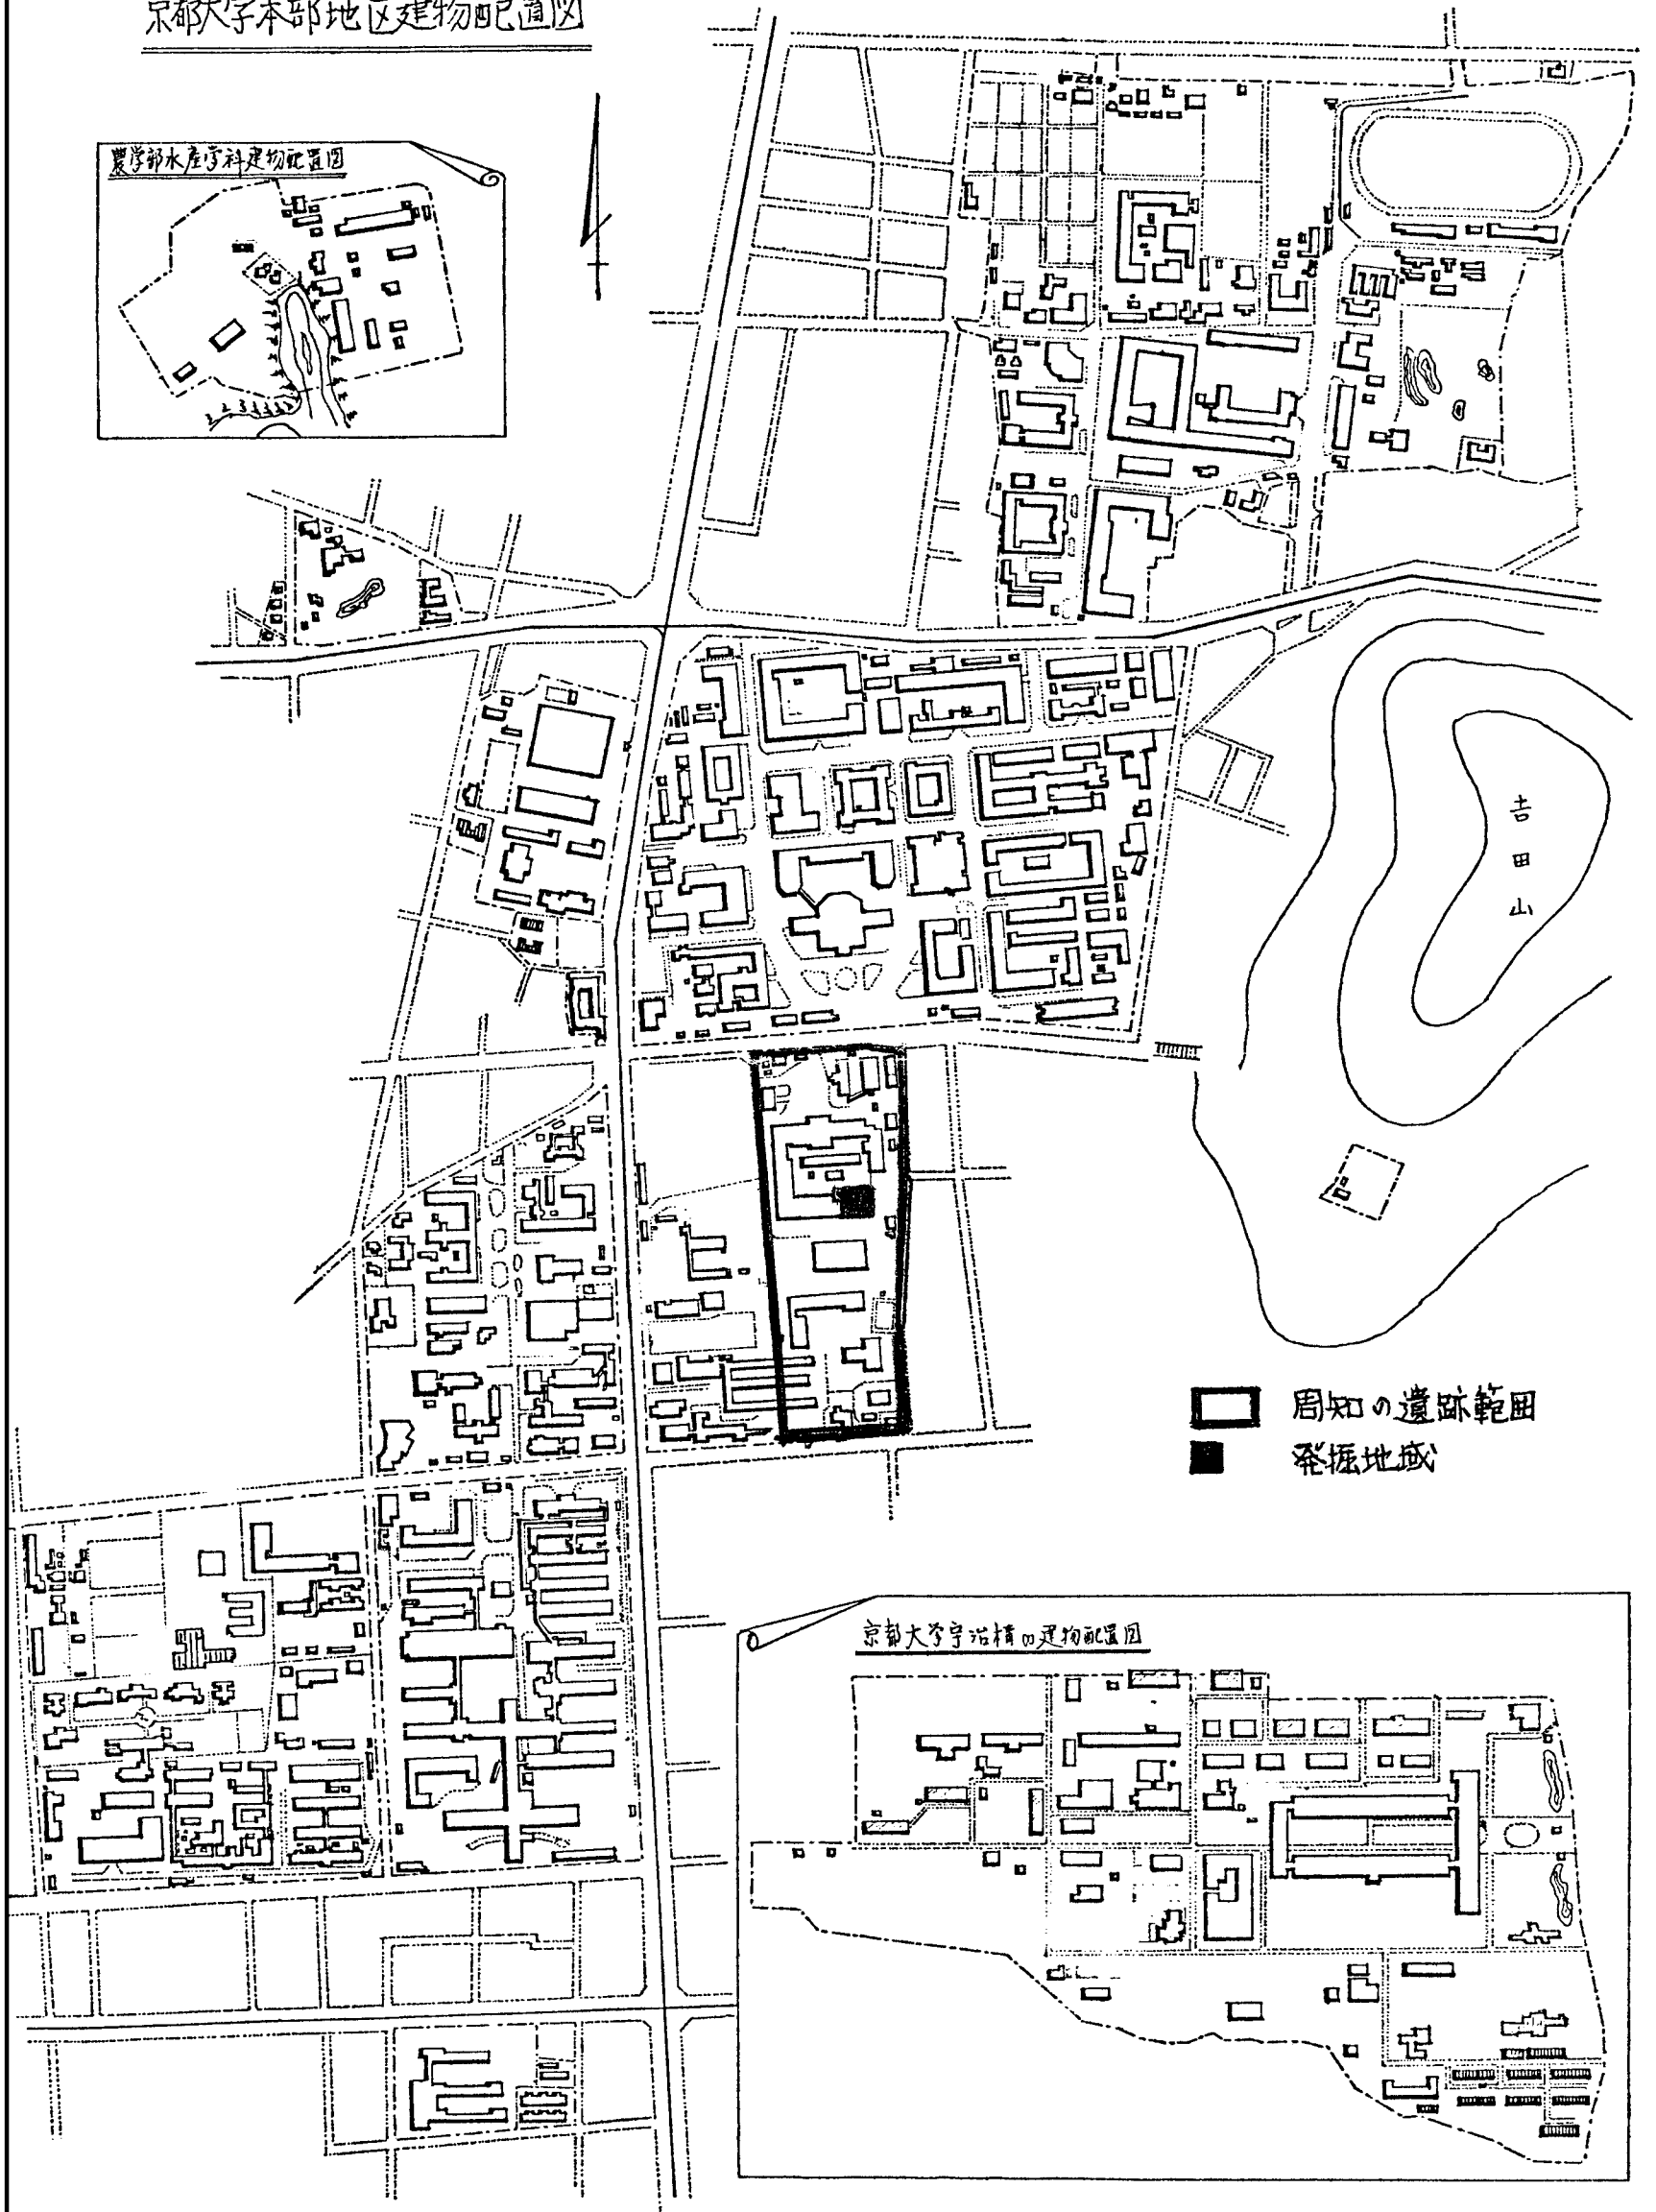 京都大学本部地区建物配置図
農学部水産学科建物配置図
吉田山
周知の遺跡範囲
発掘地域
京都大学宇治構内建物配置図